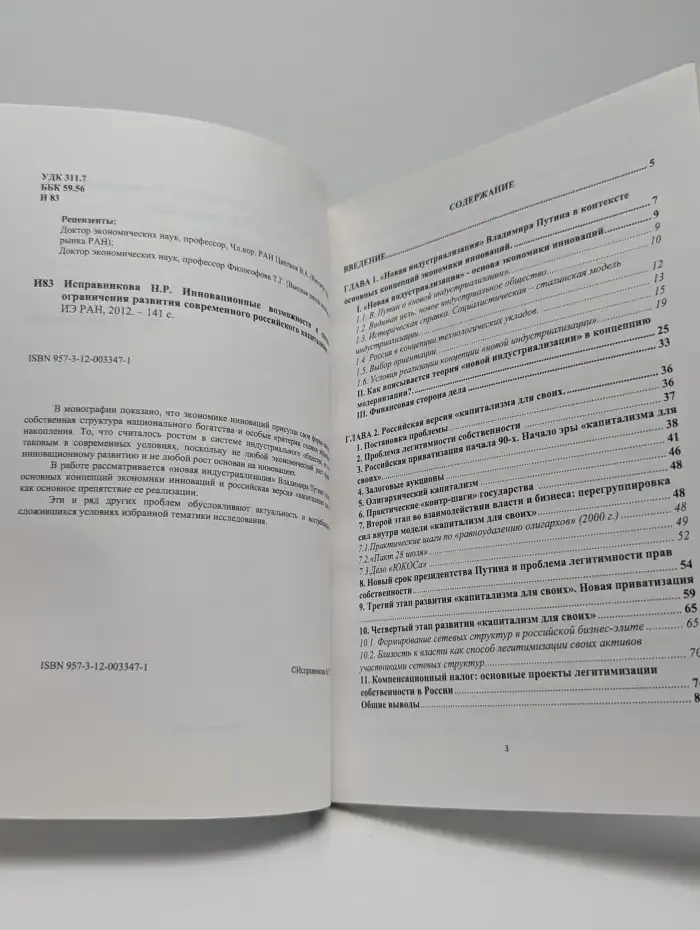 УДК 311.7
ББК 59.56
И 83
Рецензенты:
Доктор экономических наук, профессор, Чл.кор. РАН Цветков В.А.
рынка РАН);
Доктор экономических наук, профессор Философова Т.Г.
И83 Исправникова Н.Р. Инновационные возможности и
ограничения развития современного российского капитализма
ИЭ РАН, 2012. – 141 с.
ISBN 957-3-12-003347-1
В монографии показано, что экономике инноваций присущи своя
собственная структура национального богатства и особые критерии
накопления. То, что считалось ростом в системе индустриального общества,
таковым в современных условиях, поскольку не любой экономический рост
инновационному развитию и не любой рост основан на инновациях.
В работе рассматривается «новая индустриализация» Владимира Путина
основных концепций экономики инноваций и российская версия «капитализма
как основное препятствие ее реализации.
Эти и ряд других проблем обусловливают актуальность и
сложившихся условиях избранной тематики исследования.
ISBN 957-3-12-003347-1
©Исправникова
СОДЕРЖАНИЕ
ВВЕДЕНИЕ 5
ГЛАВА 1. «Новая индустриализация» Владимира Путина в контексте
основных концепций экономики инноваций. 7
I. «Новая индустриализация» - основа экономики инноваций. 9
1.1. В. Путин о «новой индустриализации». 9
1.2. Видимая цель: новое индустриальное общество. 10
1.3. Историческая справка. Социалистическая – сталинская модель
индустриализации. 12
1.4. Россия в концепции технологических укладов. 13
1.5. Выбор ориентации. 15
1.6. Условия реализации концепции «новой индустриализации». 19
II. Как вписывается теория «новой индустриализации» в концепцию
модернизации? 25
III. Финансовая сторона дела 33
ГЛАВА 2. Российская версия «капитализма для своих. 36
1. Постановка проблемы 36
2. Проблема легитимности собственности 37
3. Российская приватизация начала 90-х. Начало эры «капитализма для
своих». 38
4. Залоговые аукционы 41
5. Олигархический капитализм 46
6. Практические «контр-шаги» государства 48
7. Второй этап во взаимодействии власти и бизнеса: перегруппировка
сил внутри модели «капитализм для своих» 48
7.1.Практические шаги по «равноудалению олигархов» (2000 г.) 48
7.2.«Пакт 28 июля» 49
7.3.Дело «ЮКОСа» 52
8. Новый срок президентства Путина и проблема легитимности прав
собственности 54
9. Третий этап развития «капитализма для своих». Новая приватизация
59
10. Четвертый этап развития «капитализм для своих» 65
10.1. Формирование сетевых структур в российской бизнес-элите 65
10.2. Близость к власти как способ легитимизации своих активов
участниками сетевых структур
11. Компенсационный налог: основные проекты легитимизации
собственности в России
Общие выводы
3